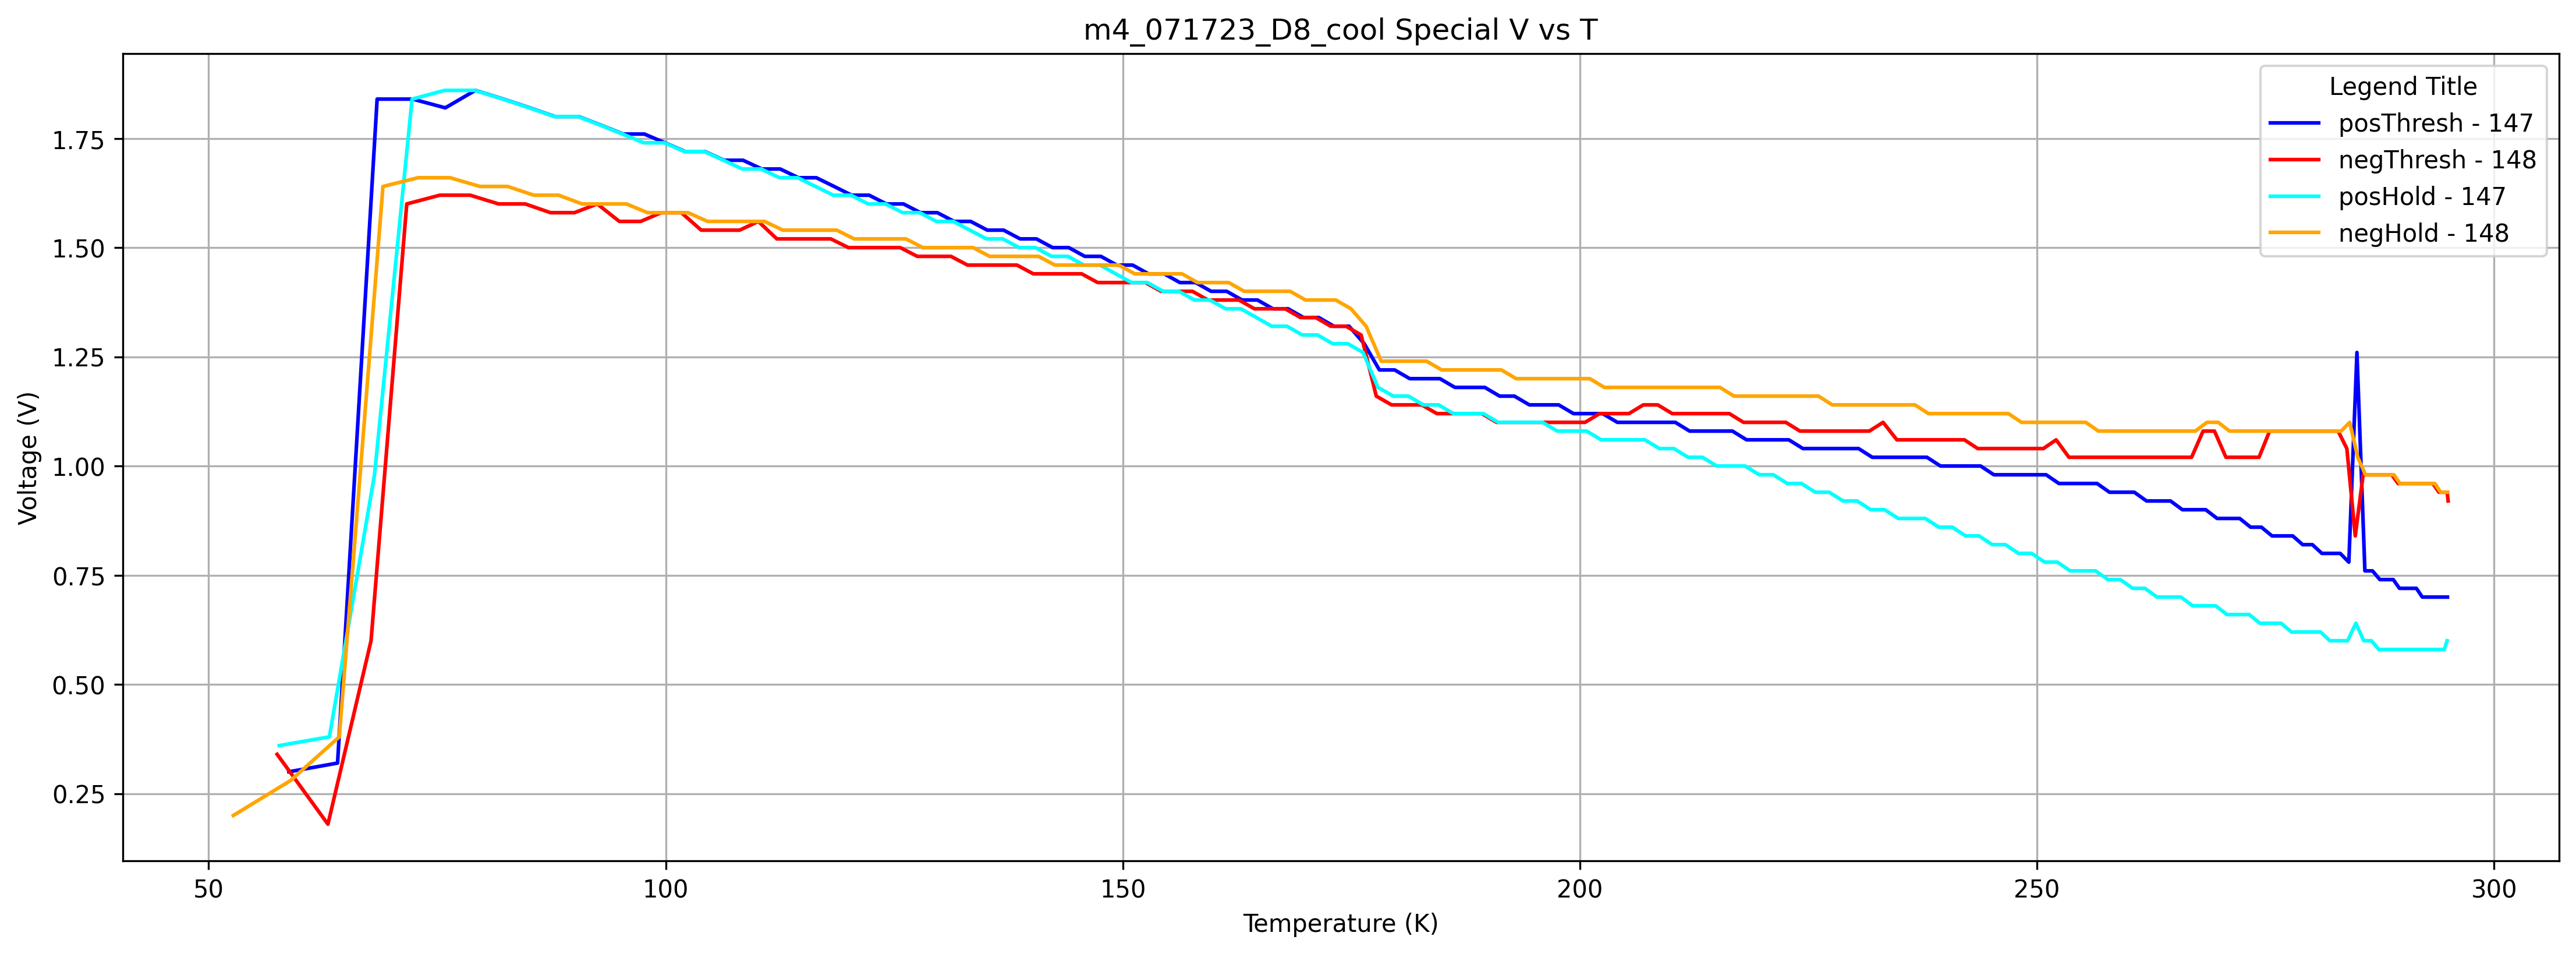 m4_071723_D8_cool Special V vs T
Legend Title
posThresh - 147
negThresh - 148
posHold - 147
negHold - 148
Voltage (V)
1.75
1.50
1.25
1.00
0.75
0.50
0.25
50 100 150 200 250 300
Temperature (K)